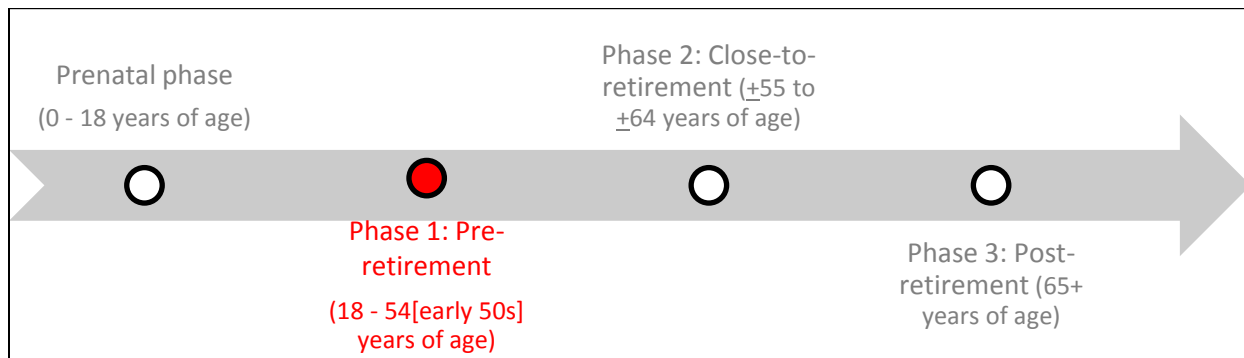 Prenatal phase
(0 - 18 years of age)
Phase 1: Pre-
retirement
(18 - 54[early 50s]
years of age)
Phase 2: Close-to-
retirement (+55 to
+64 years of age)
Phase 3: Post-
retirement (65+
years of age)